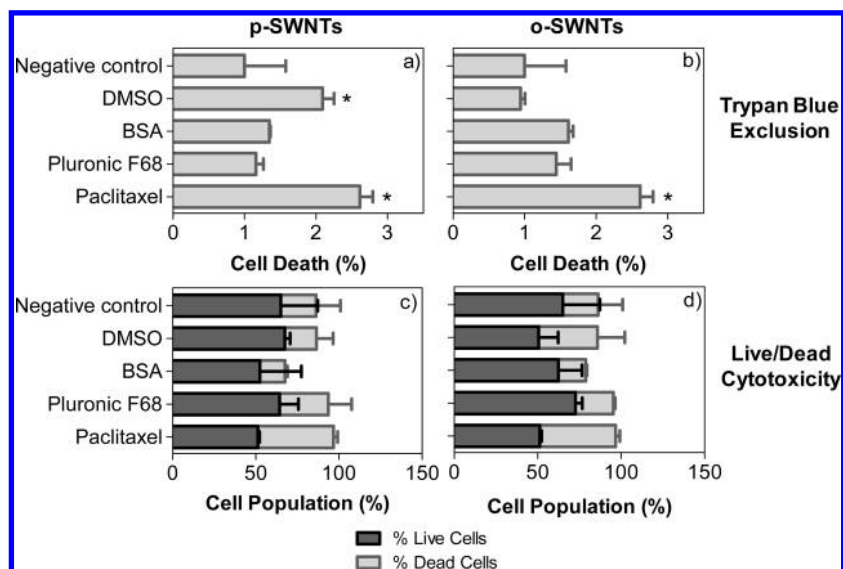 p-SWNTs
o-SWNTs
Negative control
DMSO
BSA
Pluronic F68
Paclitaxel
a)
*
*
b)
*
Trypan Blue
Exclusion
0 1 2 3
0 1 2 3
Cell Death (%)
Cell Death (%)
Negative control
DMSO
BSA
Pluronic F68
Paclitaxel
c)
d)
Live/Dead
Cytotoxicity
0 50 100 150
0 50 100 150
Cell Population (%)
Cell Population (%)
% Live Cells
% Dead Cells